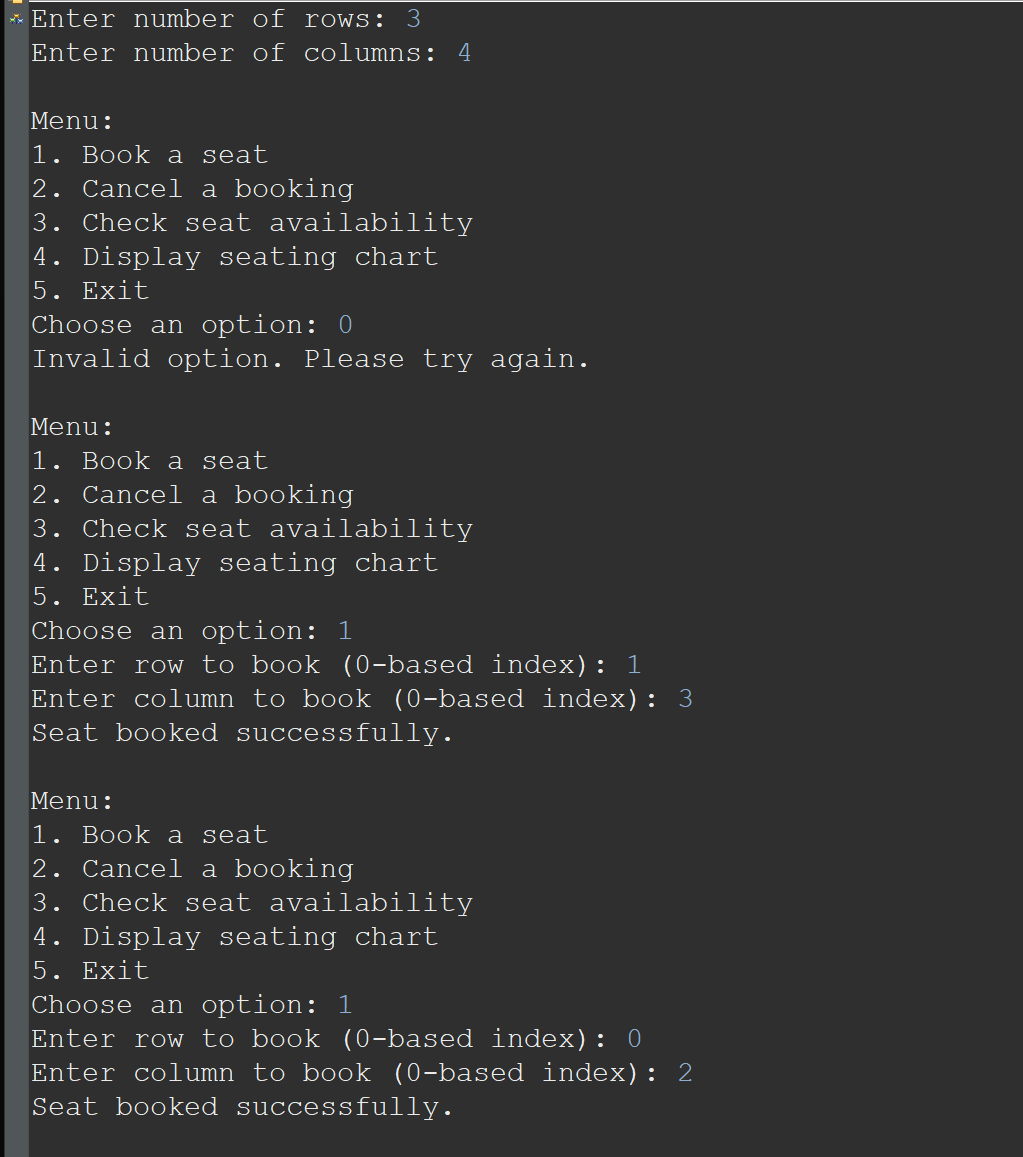 Enter number of rows: 3
Enter number of columns: 4
Menu:
1. Book a seat
2. Cancel a booking
3. Check seat availability
4. Display seating chart
5. Exit
Choose an option: 0
Invalid option. Please try again.
Menu:
1. Book a seat
2. Cancel a booking
3. Check seat availability
4. Display seating chart
5. Exit
Choose an option: 1
Enter row to book (0-based index): 1
Enter column to book (0-based index): 3
Seat booked successfully.
Menu:
1. Book a seat
2. Cancel a booking
3. Check seat availability
4. Display seating chart
5. Exit
Choose an option: 1
Enter row to book (0-based index): 0
Enter column to book (0-based index): 2
Seat booked successfully.